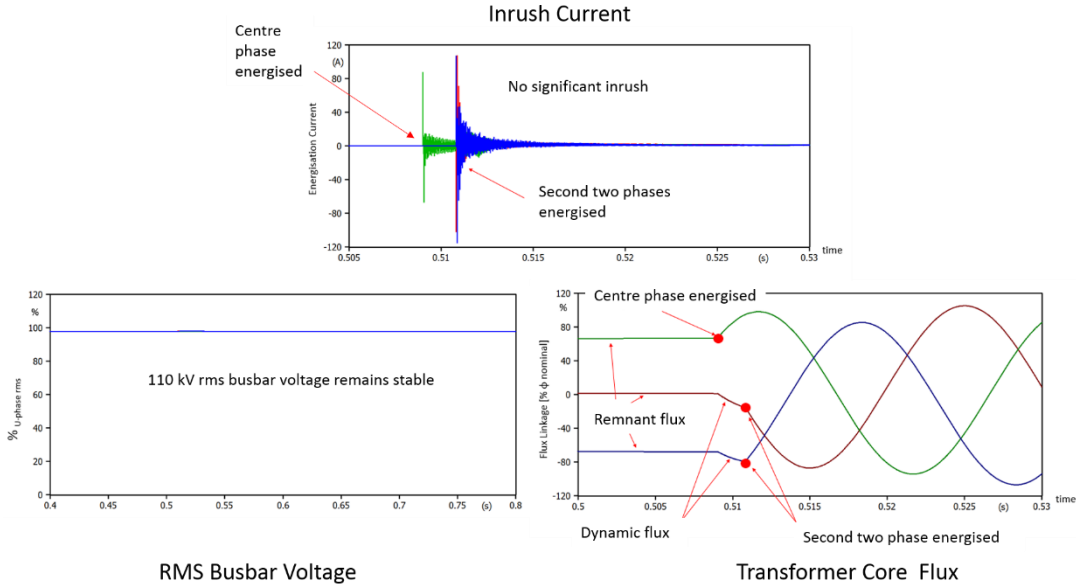 Inrush Current
Centre
phase
energised
120
(A)
80
40
0
-40
-80
-120
Energisation Current
No significant inrush
Second two phases
energised
0.505
0.51
0.515
0.52
0.525
(s)
0.53
time
120
%
100
80
60
40
20
0
% U-phase rms
110 kV rms busbar voltage remains stable
0.4
0.45
0.5
0.55
0.6
0.65
0.7
0.75
(s)
0.8
RMS Busbar Voltage
120
%
80
40
0
-40
-80
-120
Flux Linkage [% ϕ nominal]
Centre phase energised
Remnant flux
0.5
0.505
0.51
0.515
0.52
0.525
(s)
0.53
time
Dynamic flux
Second two phase energised
Transformer Core Flux